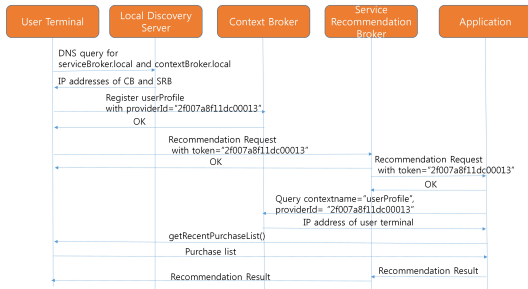 User Terminal
Local Discovery
Server
Context Broker
Service
Recommendation
Broker
Application
DNS query for
serviceBroker.local and contextBroker.local
IP addresses of CB and SRB
Register userProfile
with providerId="2f007a8f11dc00013",
OK
Recommendation Request
with token="2f007a8f11dc00013"
OK
Recommendation Request
with token="2f007a8f11dc00013"
OK
Query contextname="userProfile",
providerId= "2f007a8f11dc00013"
IP address of user terminal
getRecentPurchaseList()
Purchase list
Recommendation Result
Recommendation Result